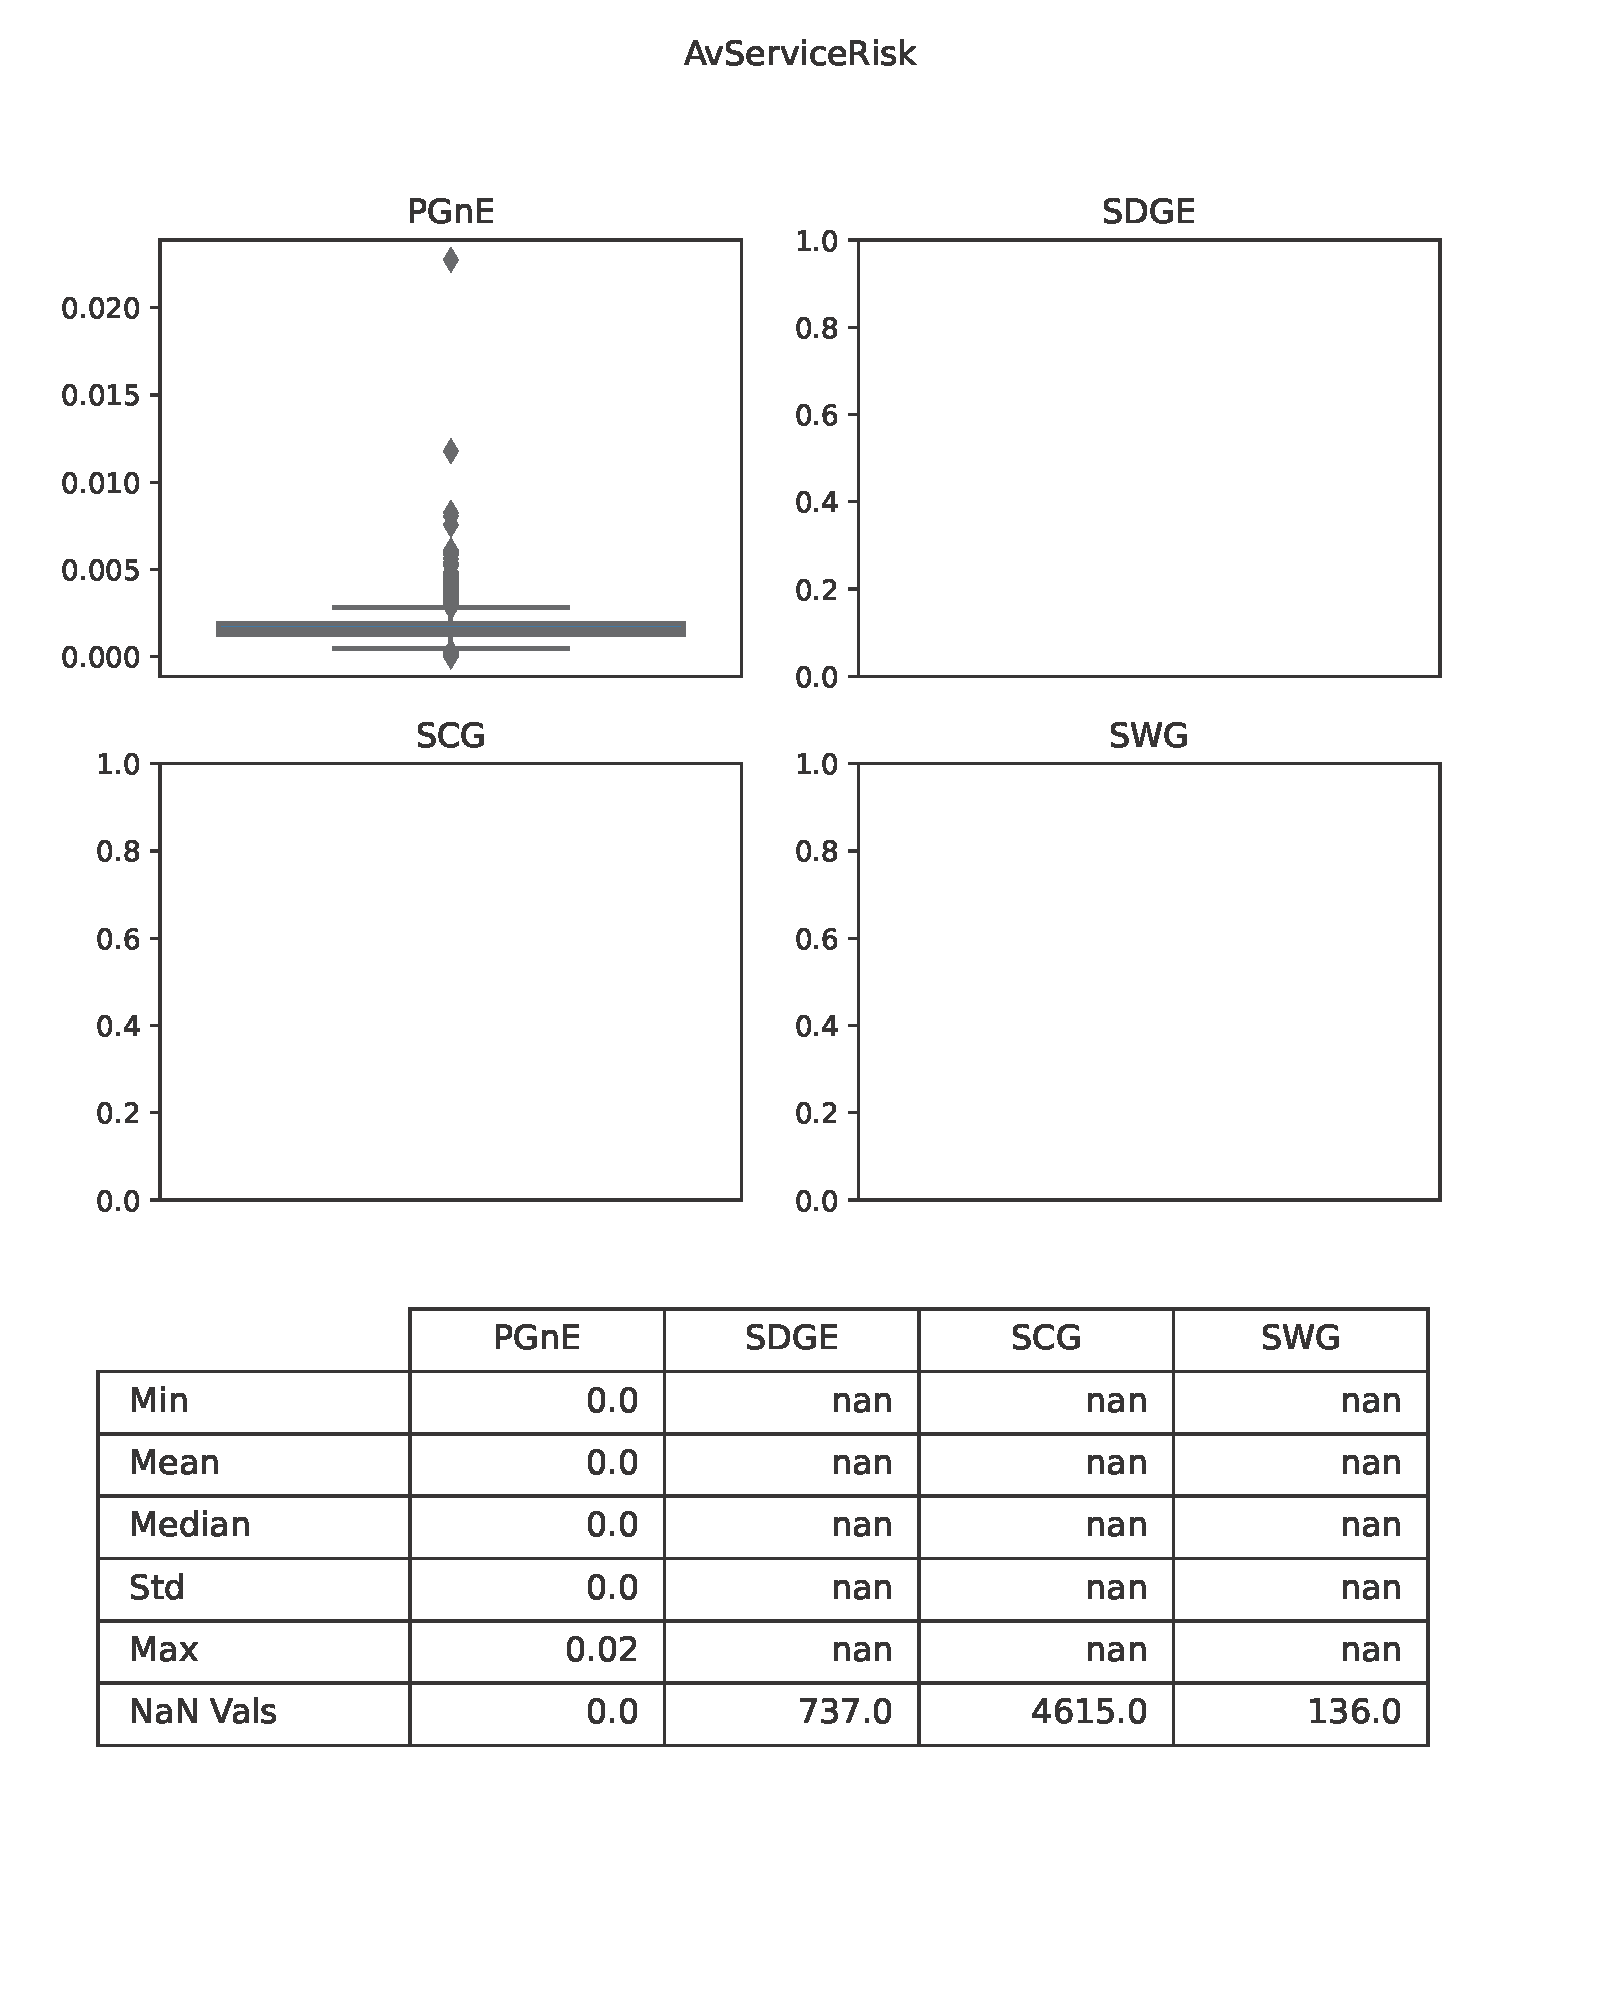 AvServiceRisk
PGnE
0.020
0.015
0.010
0.005
0.000
SDGE
1.0
0.8
0.6
0.4
0.2
0.0
SCG
1.0
0.8
0.6
0.4
0.2
0.0
SWG
1.0
0.8
0.6
0.4
0.2
0.0
PGnE SDGE SCG SWG
Min 0.0 nan nan nan
Mean 0.0 nan nan nan
Median 0.0 nan nan nan
Std 0.0 nan nan nan
Max 0.02 nan nan nan
NaN Vals 0.0 737.0 4615.0 136.0